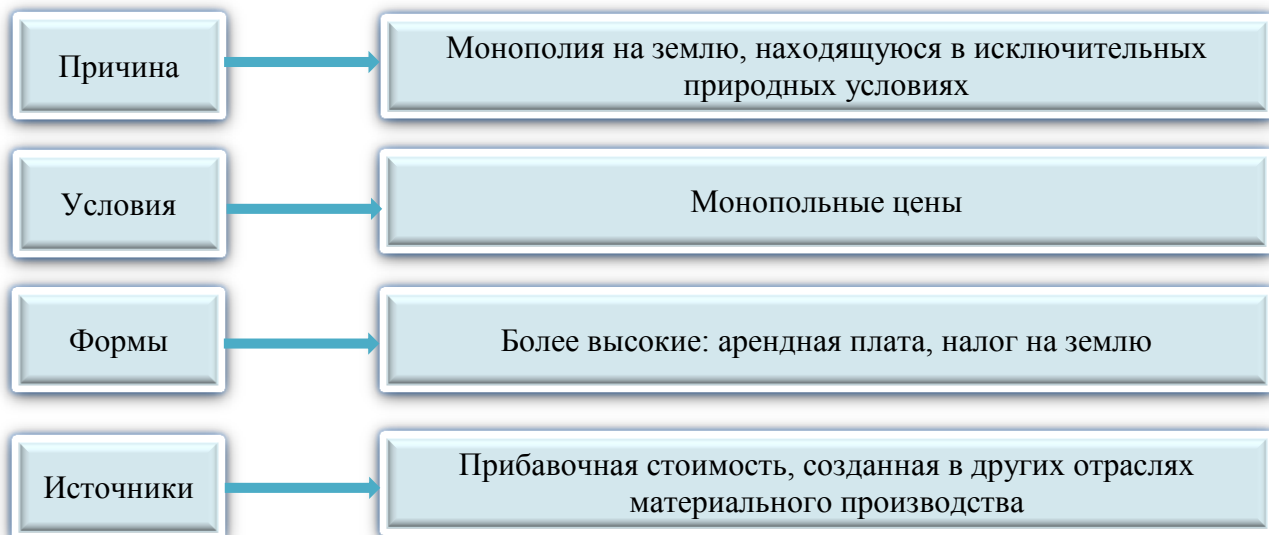 Причина
Монополия на землю, находящуюся в исключительных
природных условиях
Условия
Монопольные цены
Формы
Более высокие: арендная плата, налог на землю
Источники
Прибавочная стоимость, созданная в других отраслях
материального производства